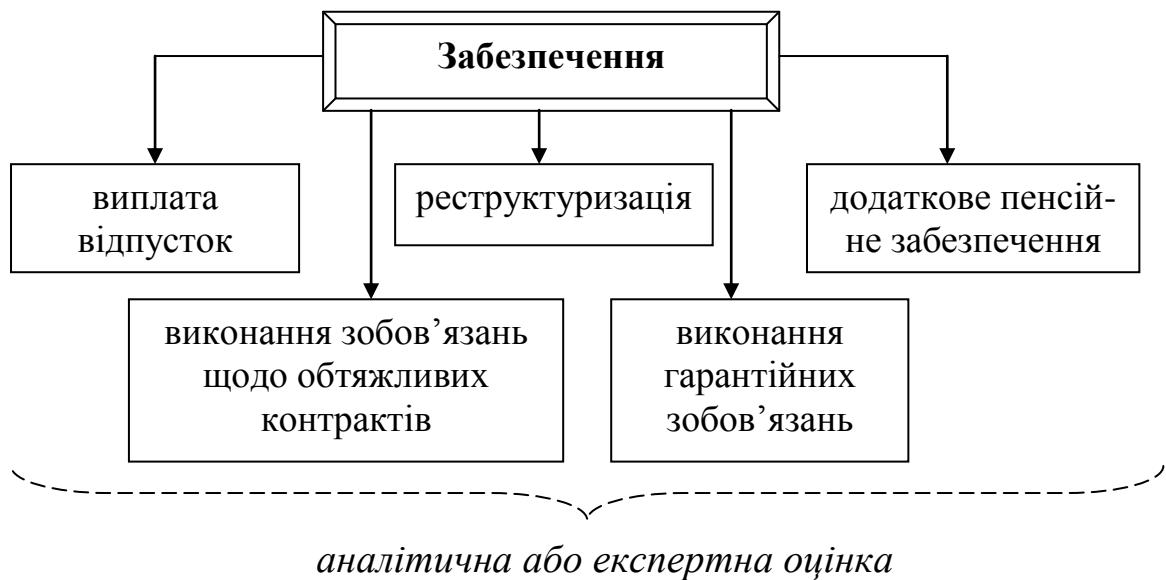 Забезпечення
виплата
відпусток
реструктуризація
додаткове пенсій-
не забезпечення
виконання зобов’язань
щодо обтяжливих
контрактів
виконання
гарантійних
зобов’язань
аналітична або експертна оцінка